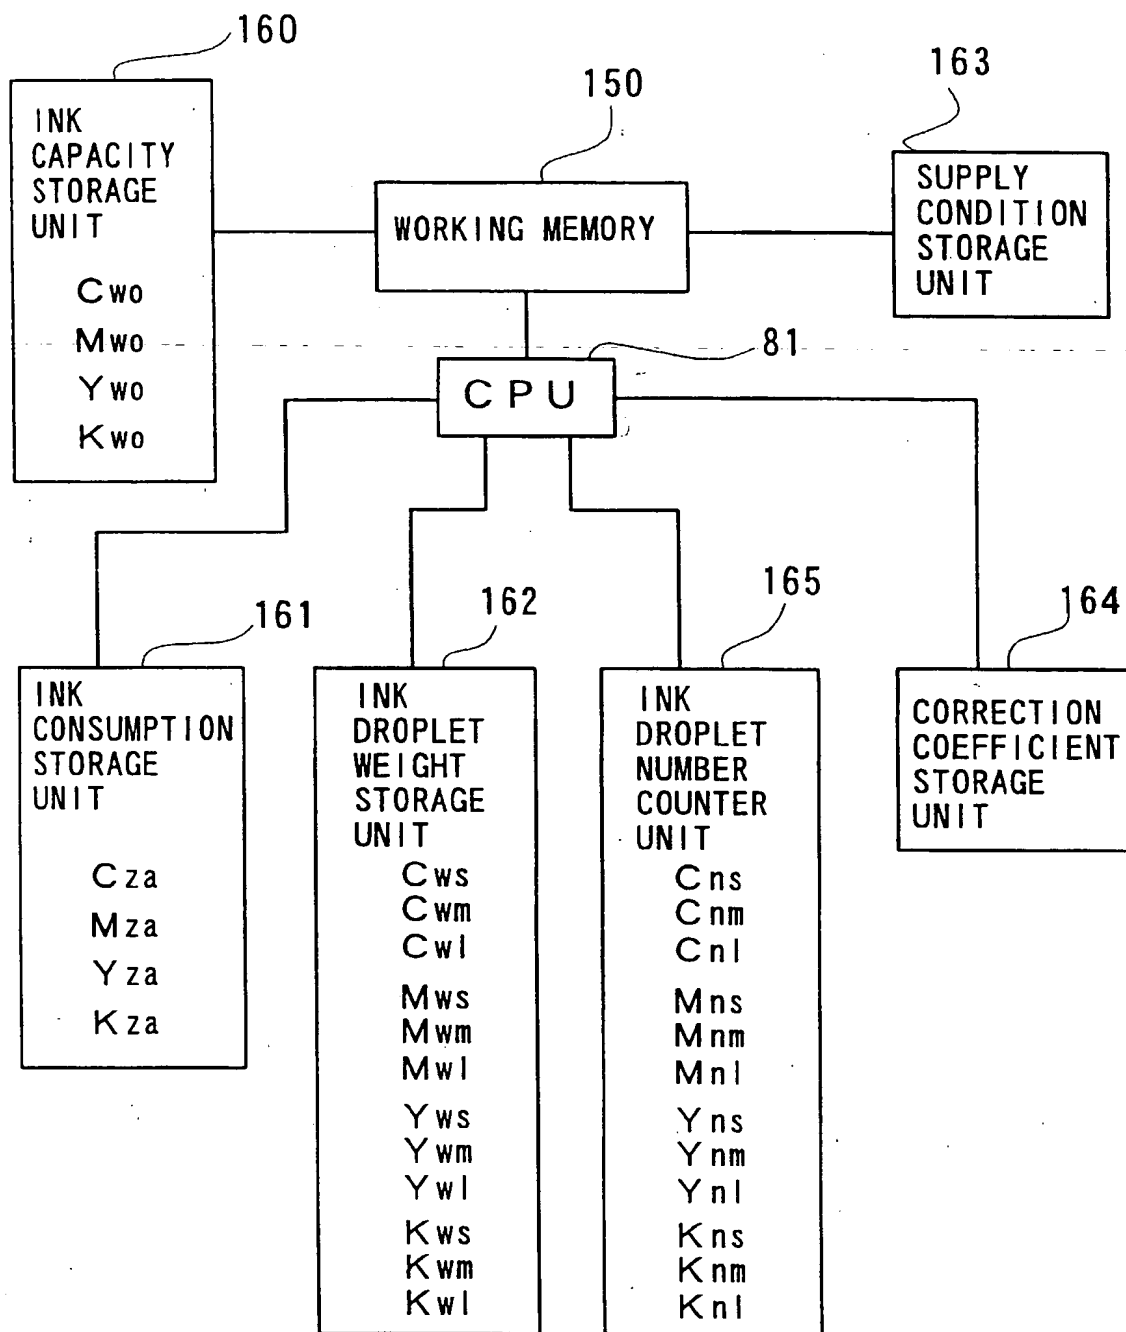 160
INK
CAPACITY
STORAGE
UNIT
Cwo
Mwo
Ywo
Kwo
150
WORKING MEMORY
163
SUPPLY
CONDITION
STORAGE
UNIT
81
CPU
161
INK
CONSUMPTION
STORAGE
UNIT
Cza
Mza
Yza
Kza
162
INK
DROPLET
WEIGHT
STORAGE
UNIT
Cws
Cwm
Cwl
Mws
Mwm
Mwl
Yws
Ywm
Ywl
Kws
Kwm
Kwl
165
INK
DROPLET
NUMBER
COUNTER
UNIT
Cns
Cnm
Cnl
Mns
Mnm
Mnl
Yns
Ynm
Ynl
Kns
Knm
Knl
164
CORRECTION
COEFFICIENT
STORAGE
UNIT